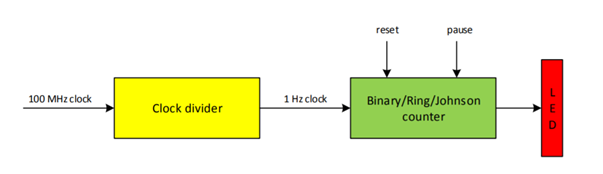 reset
pause
100 MHz clock
Clock divider
1 Hz clock
Binary/Ring/Johnson
counter
L
E
D